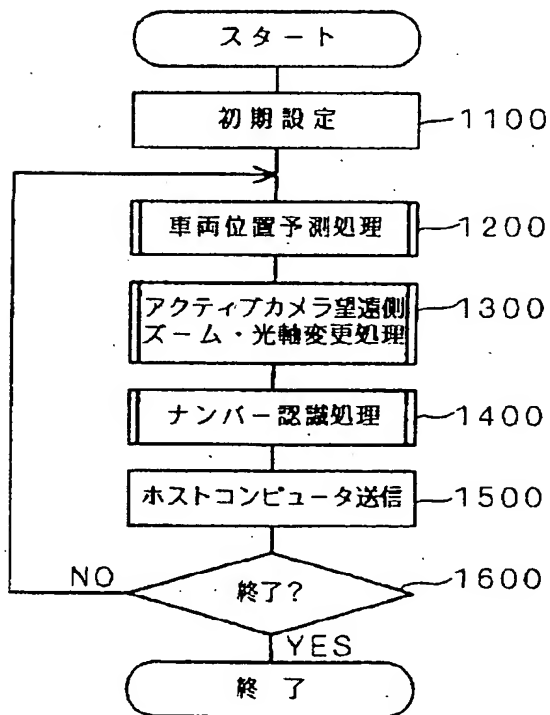 スタート
初期設定
1100
車両位置予測処理
1200
アクティブカメラ望遠側
ズーム・光軸変更処理
1300
ナンバー認識処理
1400
ホストコンピュータ送信
1500
終了?
1600
NO
YES
終了